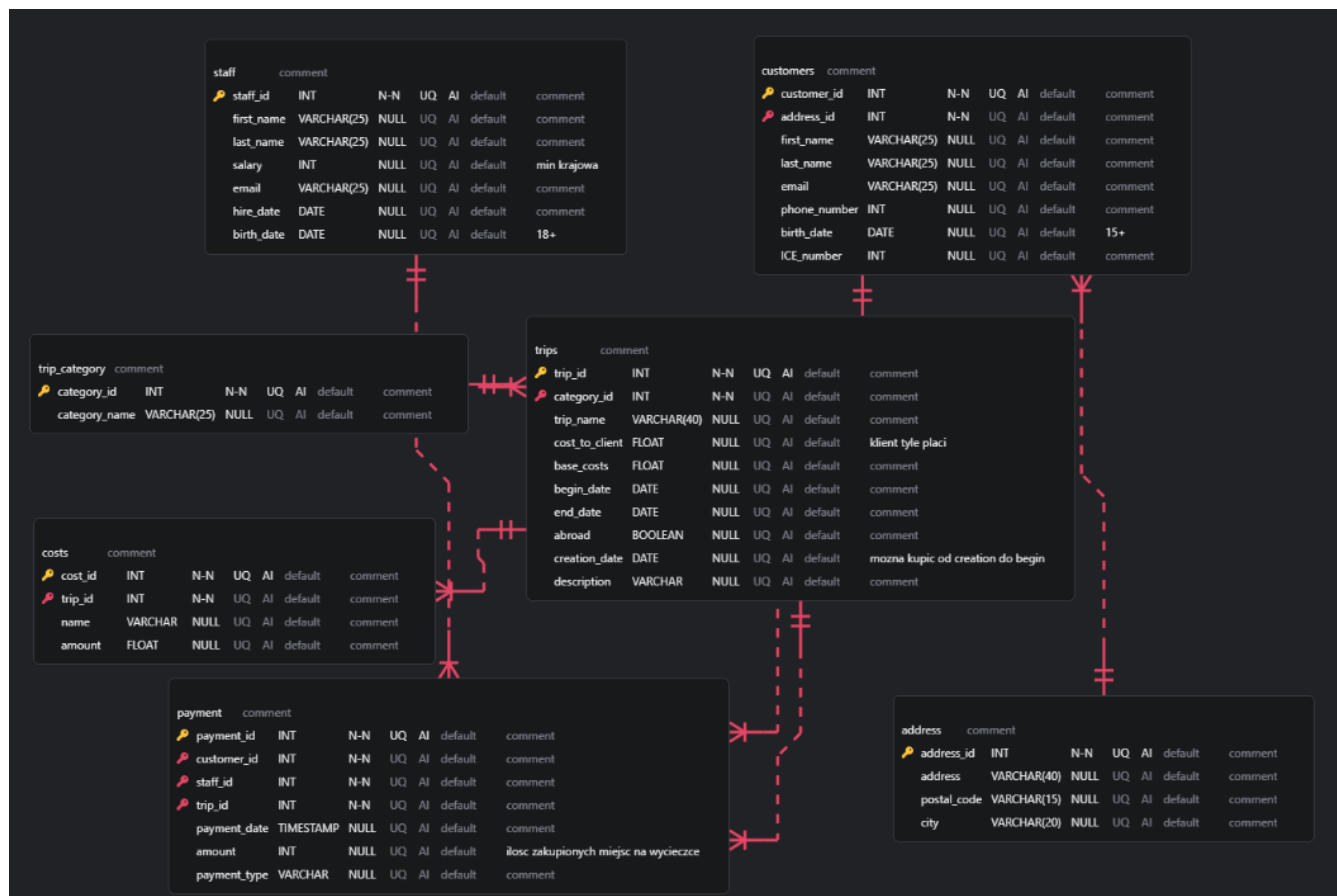 staff comment
staff_id INT N-N UQ AI default comment
first_name VARCHAR(25) NULL UQ AI default comment
last_name VARCHAR(25) NULL UQ AI default comment
salary INT NULL UQ AI default min krajowa
email VARCHAR(25) NULL UQ AI default comment
hire_date DATE NULL UQ AI default comment
birth_date DATE NULL UQ AI default 18+
customers comment
customer_id INT N-N UQ AI default comment
address_id INT N-N UQ AI default comment
first_name VARCHAR(25) NULL UQ AI default comment
last_name VARCHAR(25) NULL UQ AI default comment
email VARCHAR(25) NULL UQ AI default comment
phone_number INT NULL UQ AI default comment
birth_date DATE NULL UQ AI default 15+
ICE_number INT NULL UQ AI default comment
trip_category comment
category_id INT N-N UQ AI default comment
category_name VARCHAR(25) NULL UQ AI default comment
trips comment
trip_id INT N-N UQ AI default comment
category_id INT N-N UQ AI default comment
trip_name VARCHAR(40) NULL UQ AI default comment
cost_to_client FLOAT NULL UQ AI default klient tyle placi
base_costs FLOAT NULL UQ AI default comment
begin_date DATE NULL UQ AI default comment
end_date DATE NULL UQ AI default comment
abroad BOOLEAN NULL UQ AI default comment
creation_date DATE NULL UQ AI default mozna kupic od creation do begin
description VARCHAR NULL UQ AI default comment
costs comment
cost_id INT N-N UQ AI default comment
trip_id INT N-N UQ AI default comment
name VARCHAR NULL UQ AI default comment
amount FLOAT NULL UQ AI default comment
payment comment
payment_id INT N-N UQ AI default comment
customer_id INT N-N UQ AI default comment
staff_id INT N-N UQ AI default comment
trip_id INT N-N UQ AI default comment
payment_date TIMESTAMP NULL UQ AI default comment
amount INT NULL UQ AI default ilosc zakupionych miejsc na wycieczce
payment_type VARCHAR NULL UQ AI default comment
address comment
address_id INT N-N UQ AI default comment
address VARCHAR(40) NULL UQ AI default comment
postal_code VARCHAR(15) NULL UQ AI default comment
city VARCHAR(20) NULL UQ AI default comment